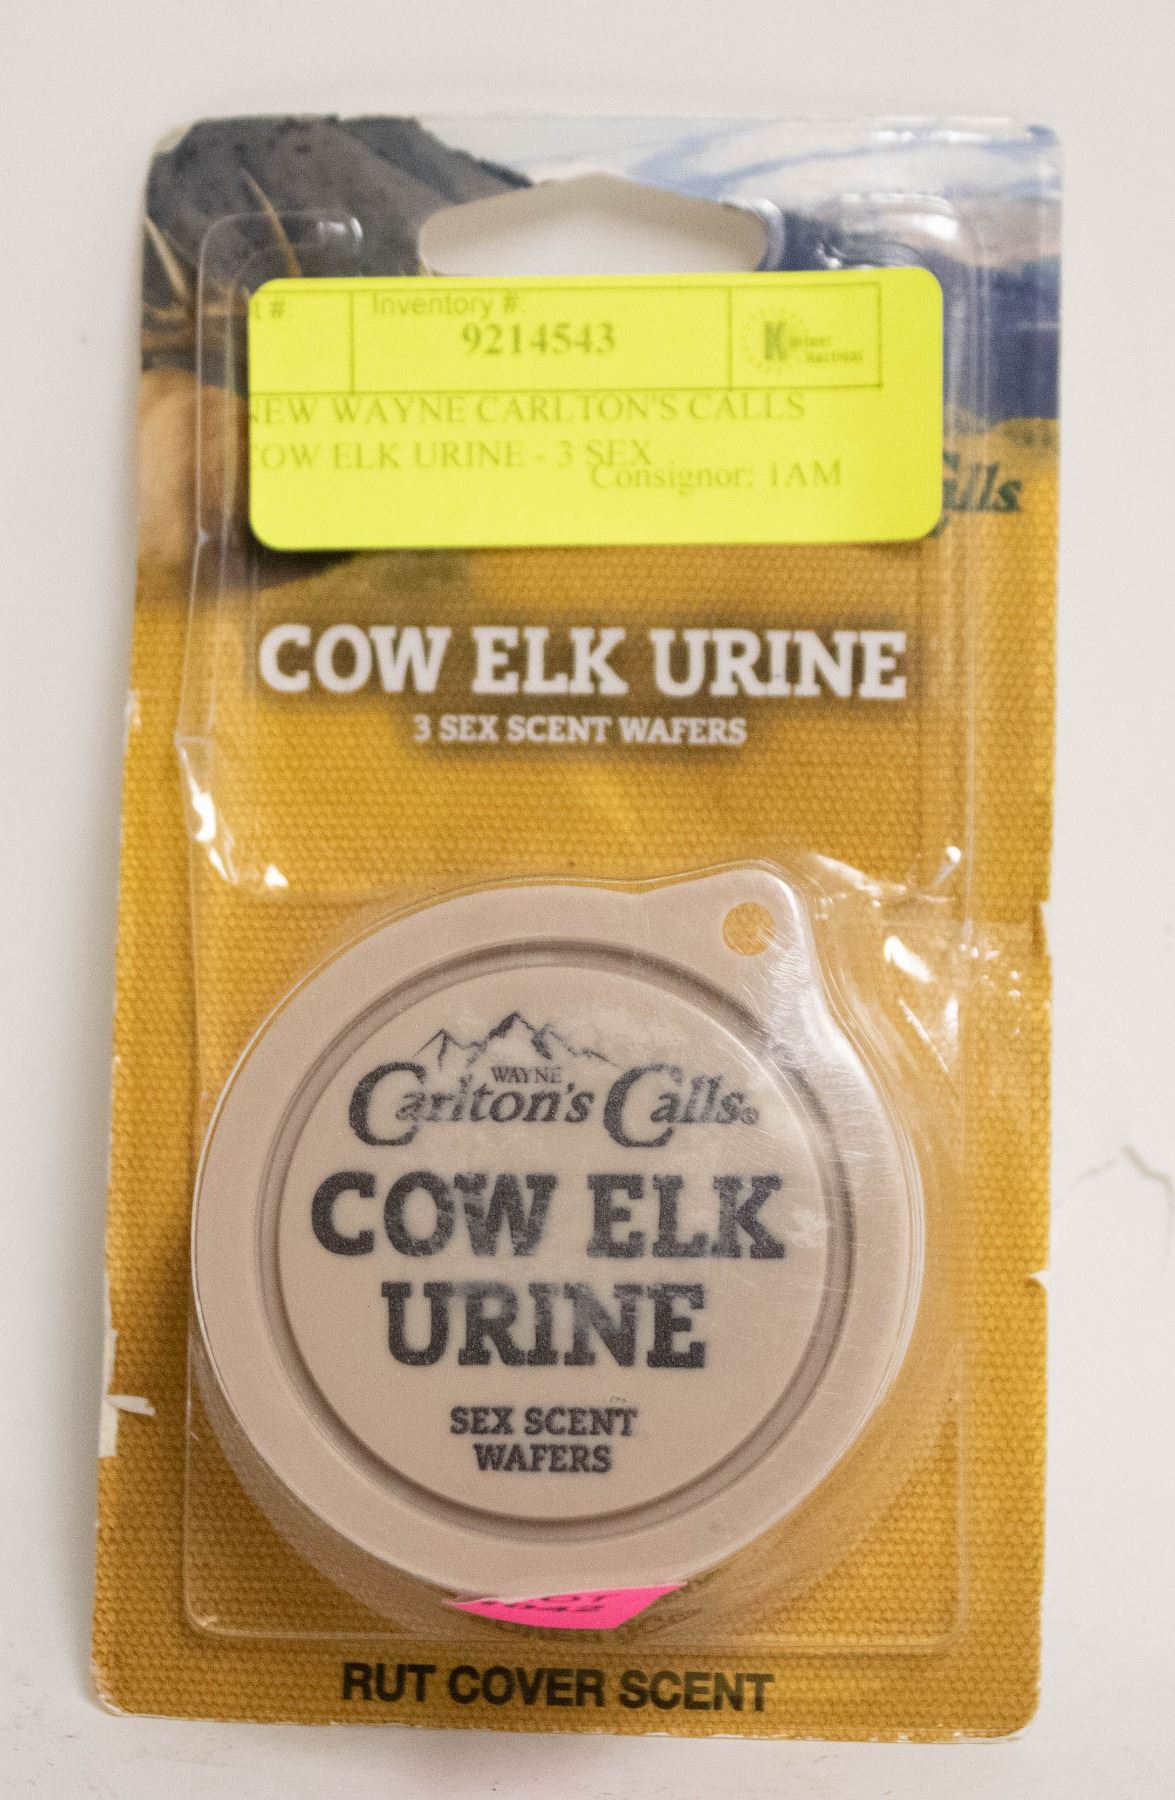 t #:
Inventory #:
9214543
NEW WAYNE CARLTON'S CALLS
COW ELK URINE - 3 SEX
Consignor: 1AM
alls
COW ELK URINE
3 SEX SCENT WAFERS
WAYNE
Carlton's Calls®
COW ELK
URINE
SEX SCENT
WAFERS
RUT COVER SCENT